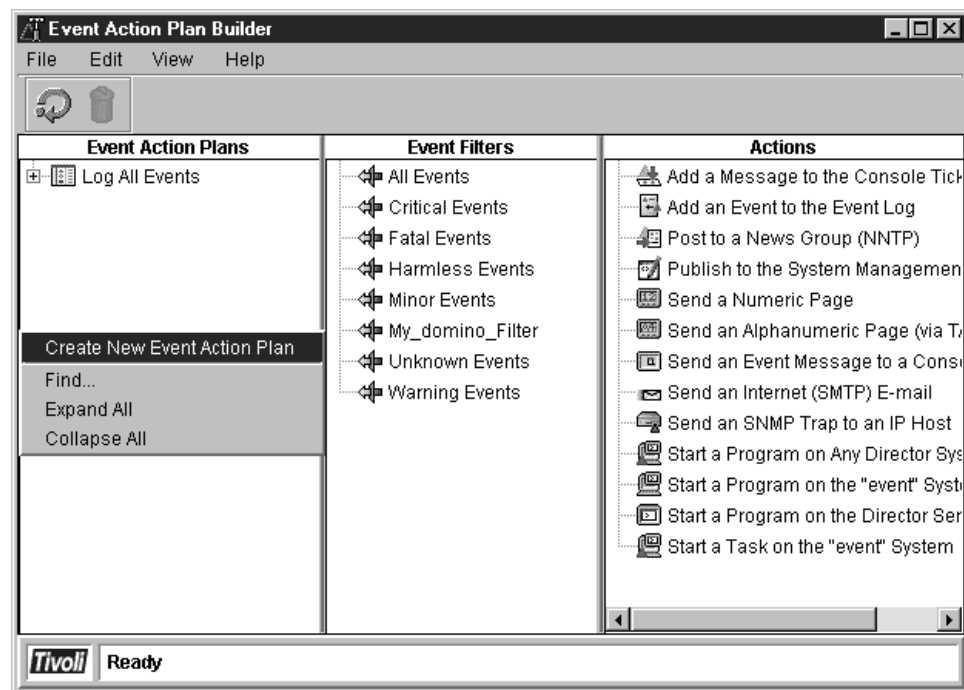 Event Action Plan Builder
File Edit View Help
Event Action Plans
Log All Events
Create New Event Action Plan
Find...
Expand All
Collapse All
Event Filters
All Events
Critical Events
Fatal Events
Harmless Events
Minor Events
My_domino_Filter
Unknown Events
Warning Events
Actions
Add a Message to the Console Tick
Add an Event to the Event Log
Post to a News Group (NNTP)
Publish to the System Managemen
Send a Numeric Page
Send an Alphanumeric Page (via TA
Send an Event Message to a Conso
Send an Internet (SMTP) E-mail
Send an SNMP Trap to an IP Host
Start a Program on Any Director Sys
Start a Program on the "event" Syste
Start a Program on the Director Ser
Start a Task on the "event" System
Tivoli Ready